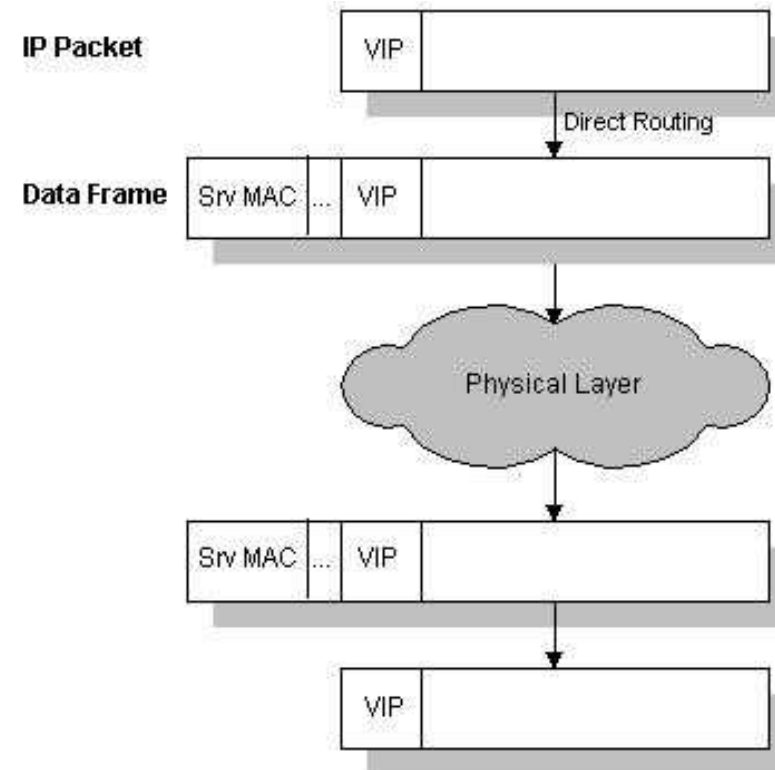 IP Packet
VIP
Direct Routing
Data Frame
Srv MAC
...
VIP
Physical Layer
Srv MAC
...
VIP
VIP